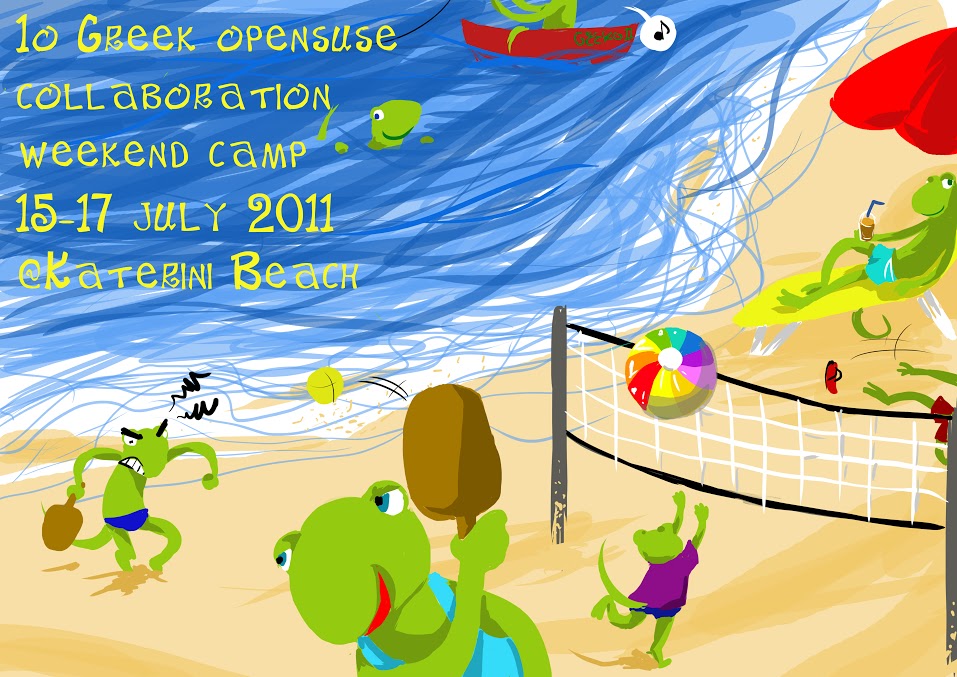 1o Greek openSUSE
collaboration
weekend camp
15-17 July 2011
@Katerini Beach